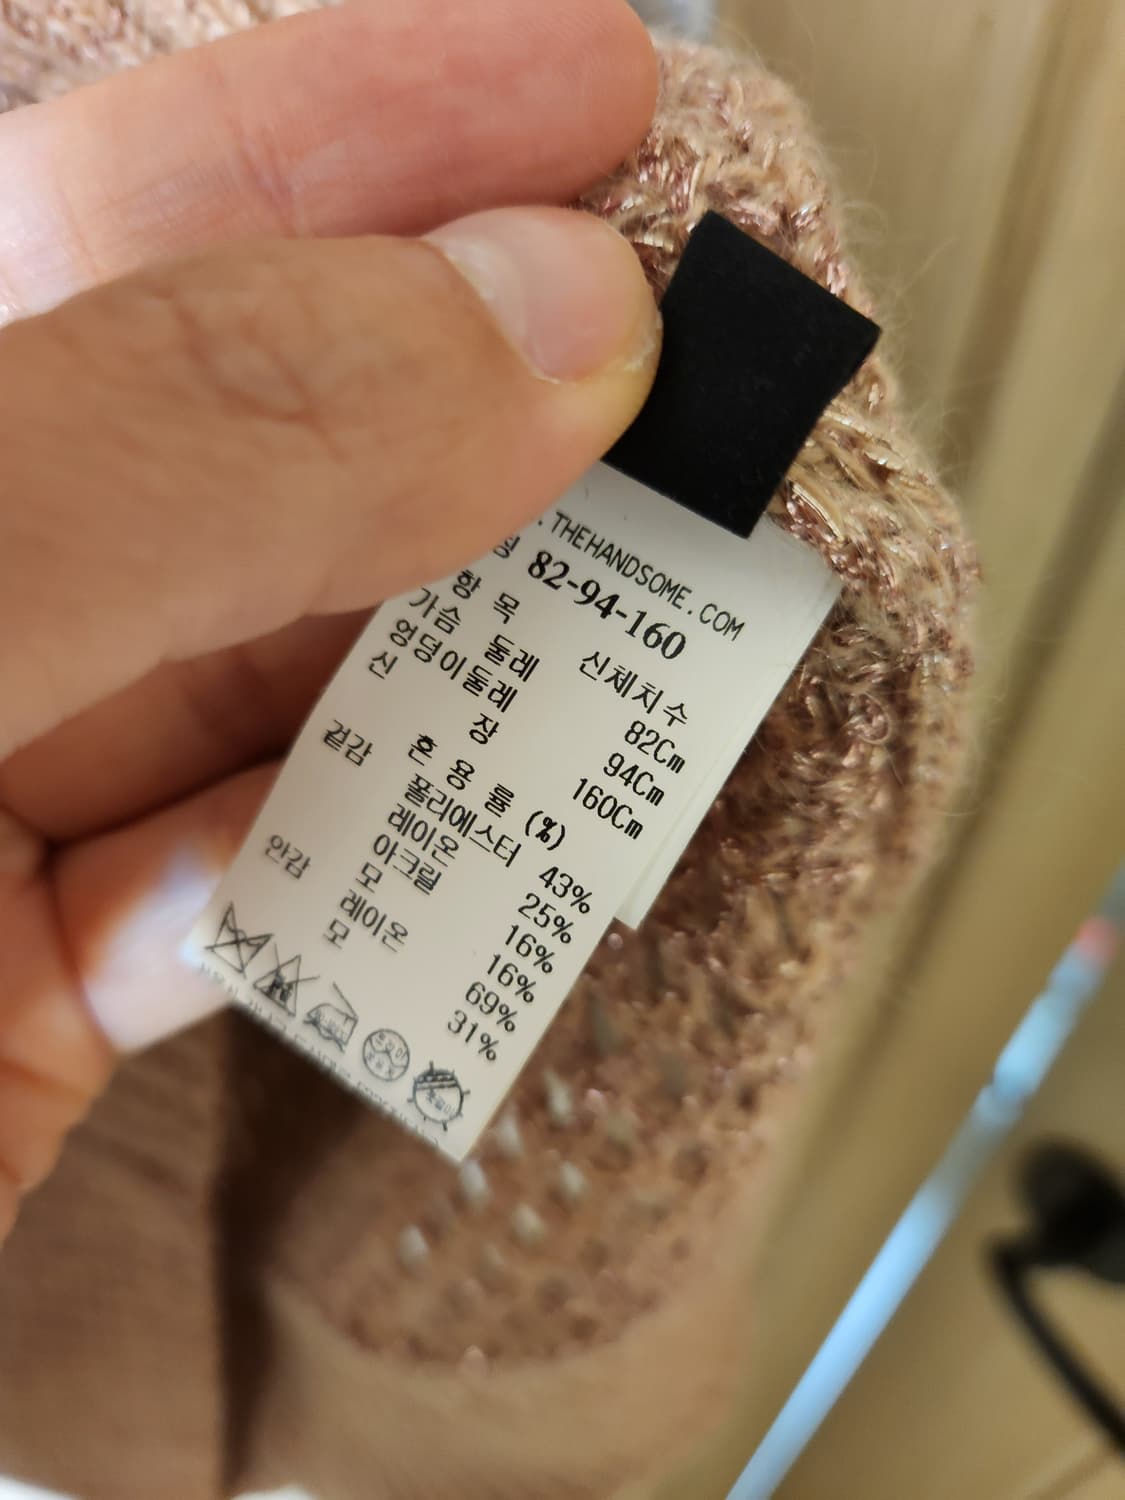 .THEHANDSOME.COM
82-94-160
항 목 신체치수
가슴 둘레 82Cm
엉덩이둘레 94Cm
신 장 160Cm
혼 용 률 (%)
겉감 폴리에스터 43%
레이온 25%
아크릴 16%
모 16%
안감 레이온 69%
모 31%